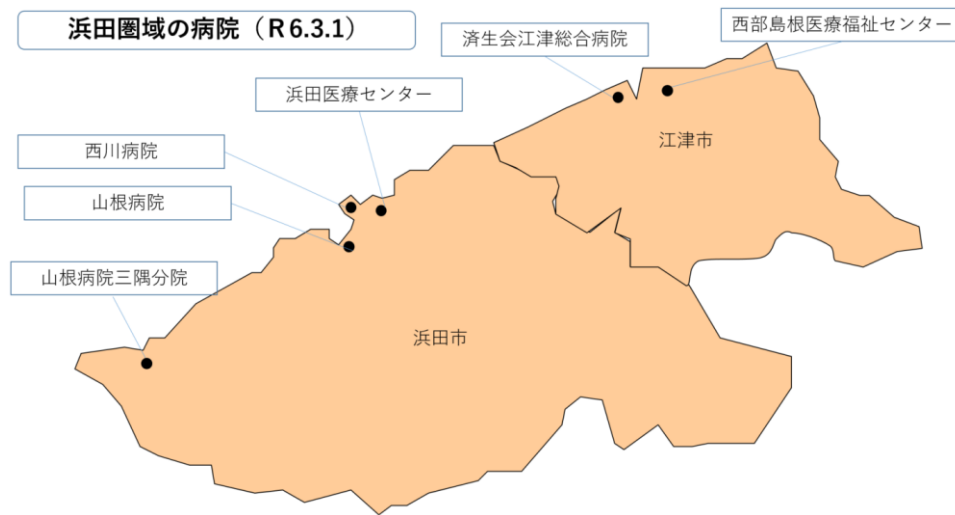 浜田圏域の病院（R6.3.1）
西部島根医療福祉センター
済生会江津総合病院
浜田医療センター
江津市
西川病院
山根病院
山根病院三隅分院
浜田市